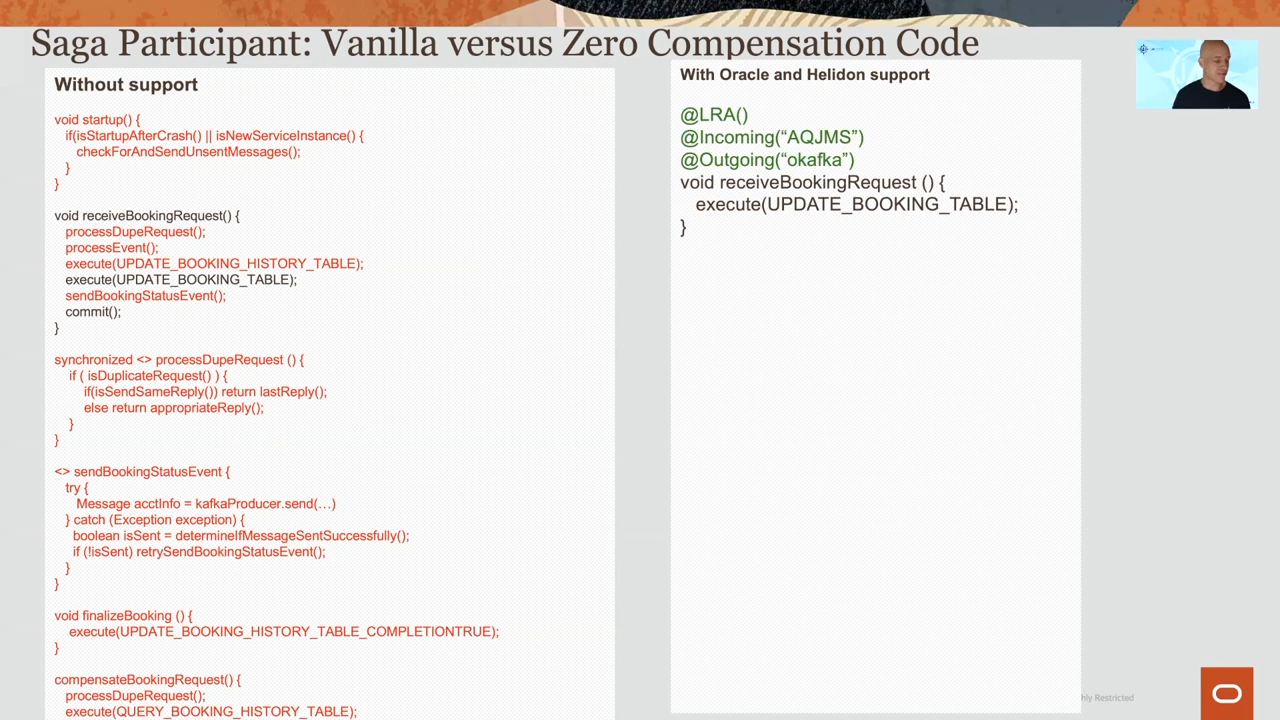 Saga Participant: Vanilla versus Zero Compensation Code
Without support
void startup() {
if(isStartupAfterCrash() || isNewServiceInstance() {
checkForAndSendUnsentMessages();
}
}
void receiveBookingRequest() {
processDupeRequest();
processEvent();
execute(UPDATE_BOOKING_HISTORY_TABLE);
execute(UPDATE_BOOKING_TABLE);
sendBookingStatusEvent();
commit();
}
synchronized <> processDupeRequest () {
if ( isDuplicateRequest() ) {
if(isSendSameReply()) return lastReply();
else return appropriateReply();
}
}
<> sendBookingStatusEvent {
try {
Message acctInfo = kafkaProducer.send(…)
} catch (Exception exception) {
boolean isSent = determineIfMessageSentSuccessfully();
if (!isSent) retrySendBookingStatusEvent();
}
}
void finalizeBooking () {
execute(UPDATE_BOOKING_HISTORY_TABLE_COMPLETIONTRUE);
}
compensateBookingRequest() {
processDupeRequest();
execute(QUERY_BOOKING_HISTORY_TABLE);
With Oracle and Helidon support
@LRA()
@Incoming(“AQJMS”)
@Outgoing(“okafka”)
void receiveBookingRequest () {
execute(UPDATE_BOOKING_TABLE);
}
hly Restricted